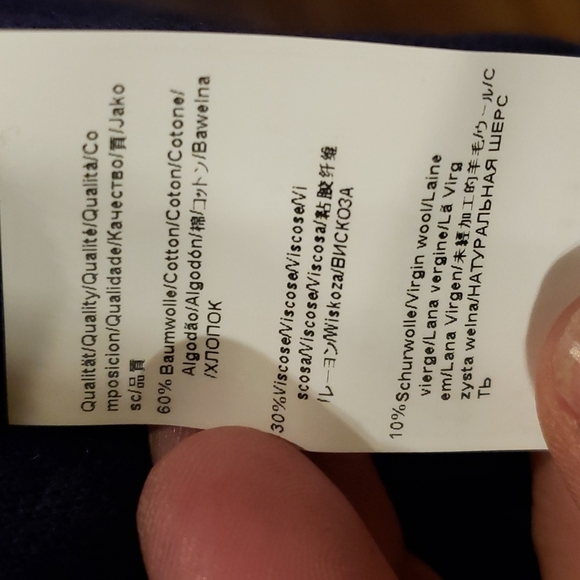 Qualität/Quality/Qualité/Qualità/Co
mposicion/Qualidade/Качество/質/Jako
sc/品質
60% Baumwolle/Cotton/Coton/Cotone/
Algodão/Algodón/棉/コットン/Bawełna
/ХЛОПОК
30%Viscose/Viscose/Viscose/Vi
scosa/Viscose/Viscosa/粘胶纤维
/レーヨン/Wiskoza/ВИСКОЗА
10%Schurwolle/Virgin wool/Laine
vierge/Lana vergine/Lã Virg
em/Lana Virgen/未經加工的羊毛/ウール/C
zysta wełna/НАТУРАЛЬНАЯ ШЕРС
ТЬ